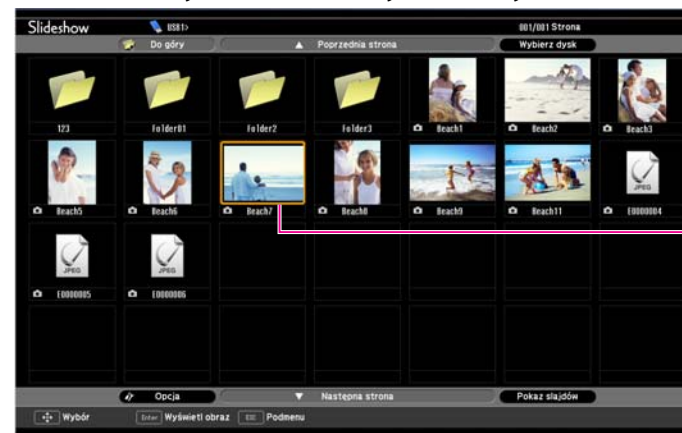 Slideshow USB1> 001/001 Strona
Do góry Poprzednia strona Wybierz dysk
123 Folder01 Folder2 Folder3 Beach1 Beach2 Beach3
JPEG
Beach5 Beach6 Beach7 Beach8 Beach9 Beach11 E0000004
JPEG JPEG
E0000005 E0000006
Opcja Następna strona Pokaz slajdów
Wybór Enter Wyświetl obraz ESC Podmenu